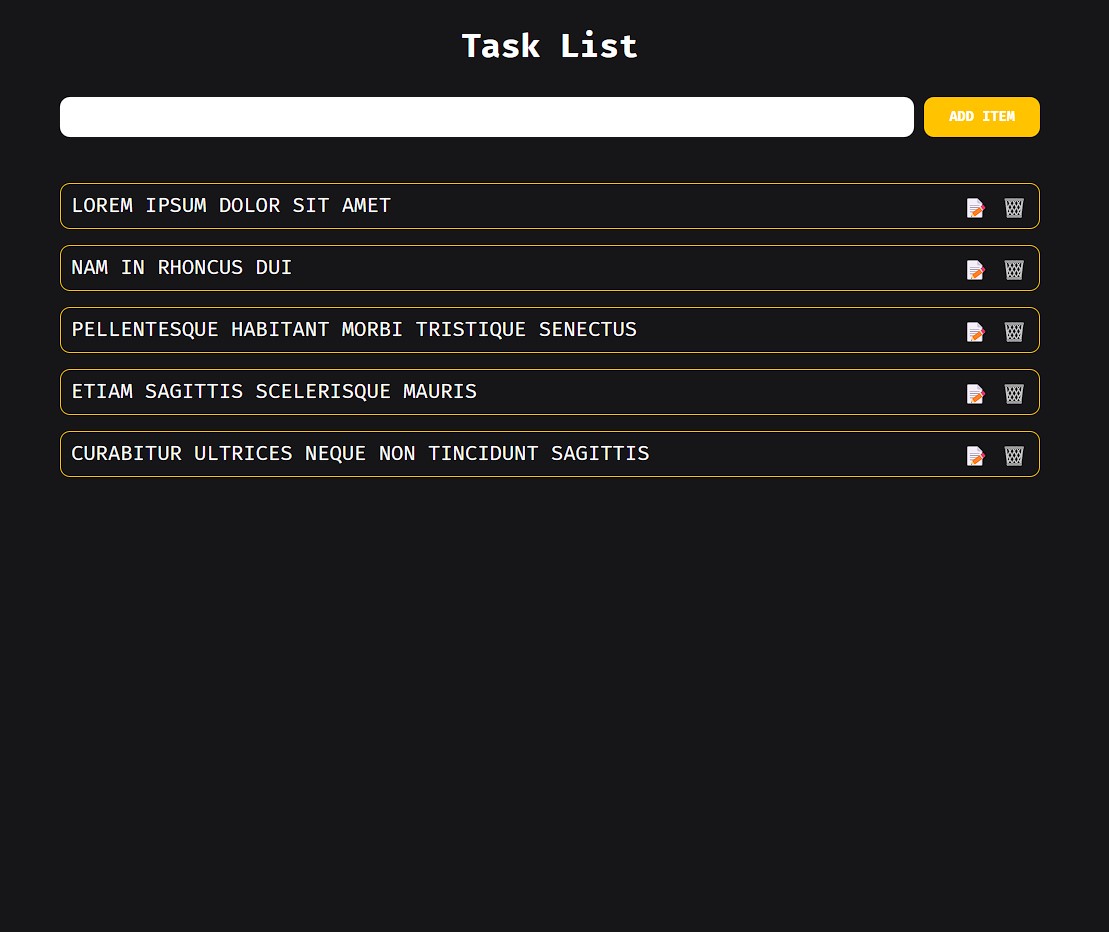 Task List
ADD ITEM
LOREM IPSUM DOLOR SIT AMET
NAM IN RHONCUS DUI
PELLENTESQUE HABITANT MORBI TRISTIQUE SENECTUS
ETIAM SAGITTIS SCELERISQUE MAURIS
CURABITUR ULTRICES NEQUE NON TINCIDUNT SAGITTIS